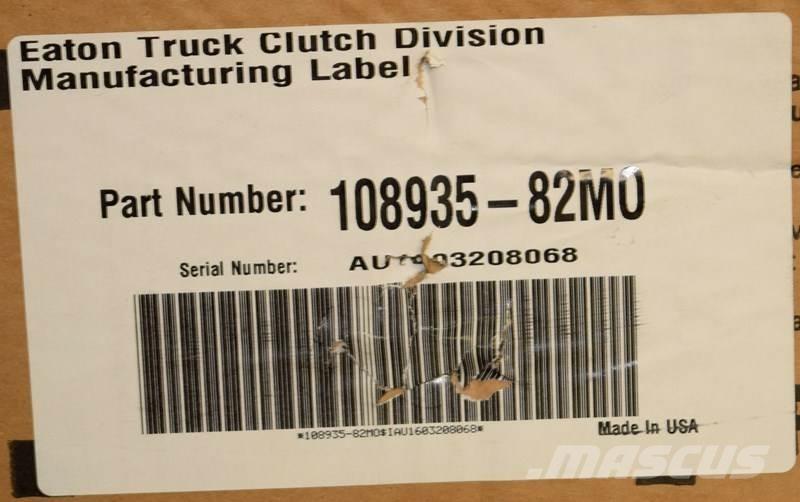 Eaton Truck Clutch Division
Manufacturing Label
Part Number: 108935-82MO
Serial Number:
*108935-82MO$IAU1603208068*
Made In USA
MASCUS